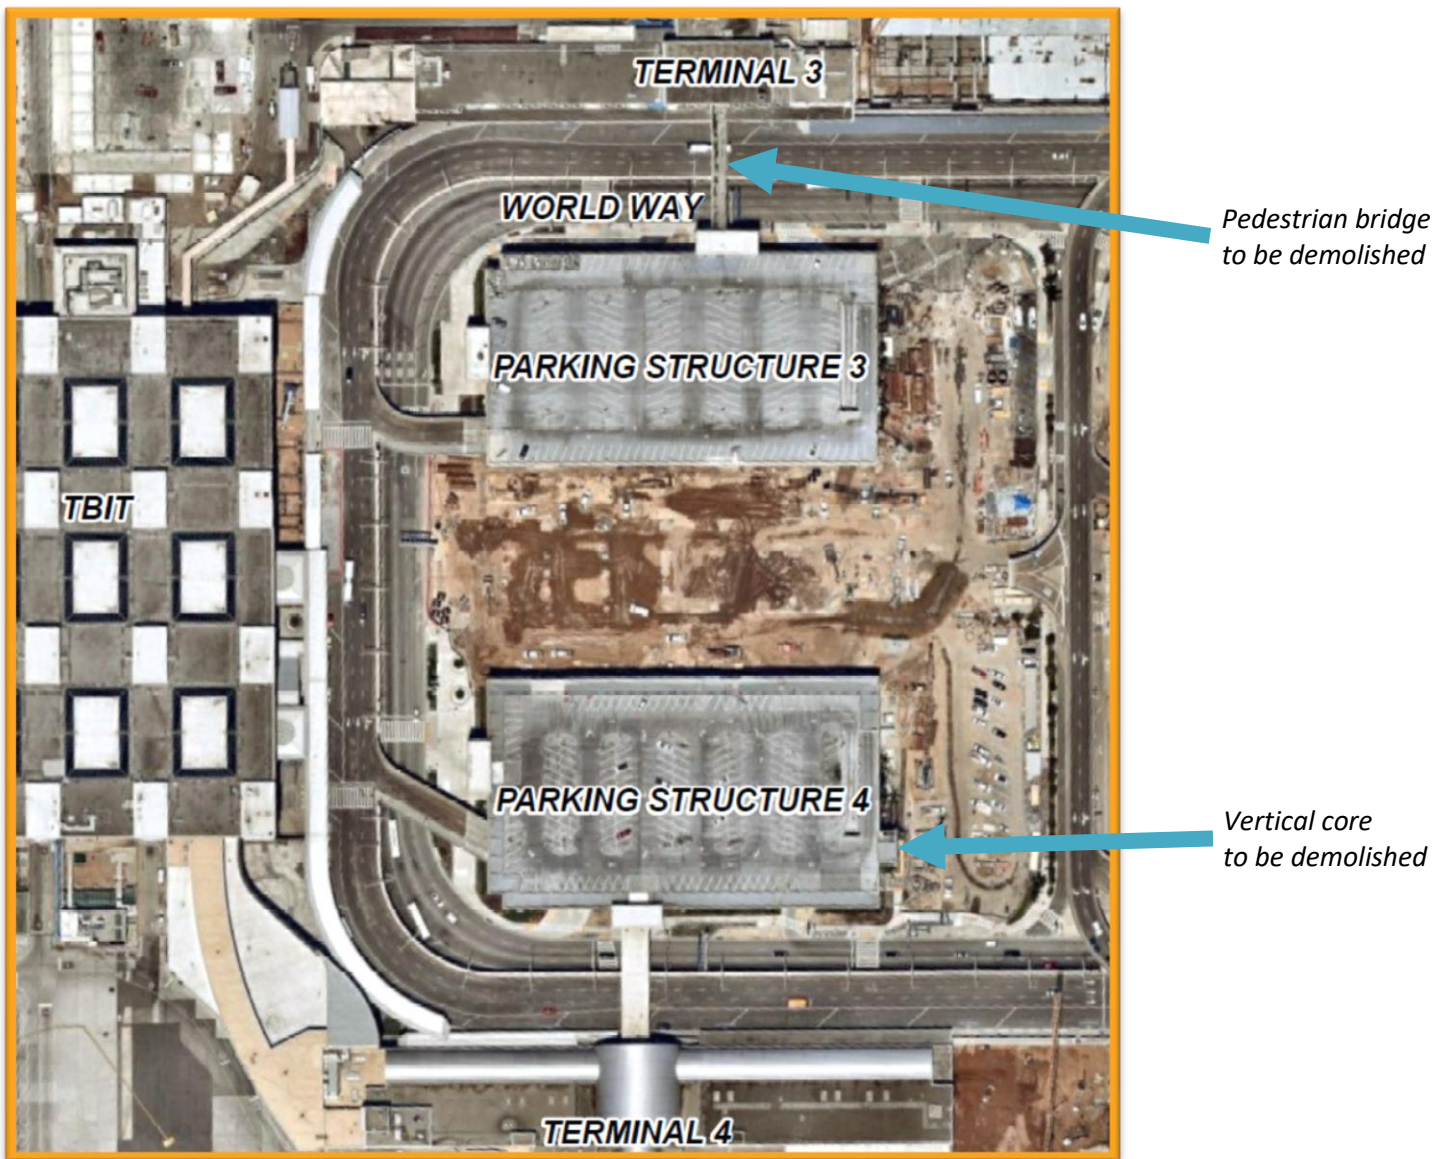 TERMINAL 3
WORLD WAY
Pedestrian bridge
to be demolished
PARKING STRUCTURE 3
TBIT
PARKING STRUCTURE 4
Vertical core
to be demolished
TERMINAL 4